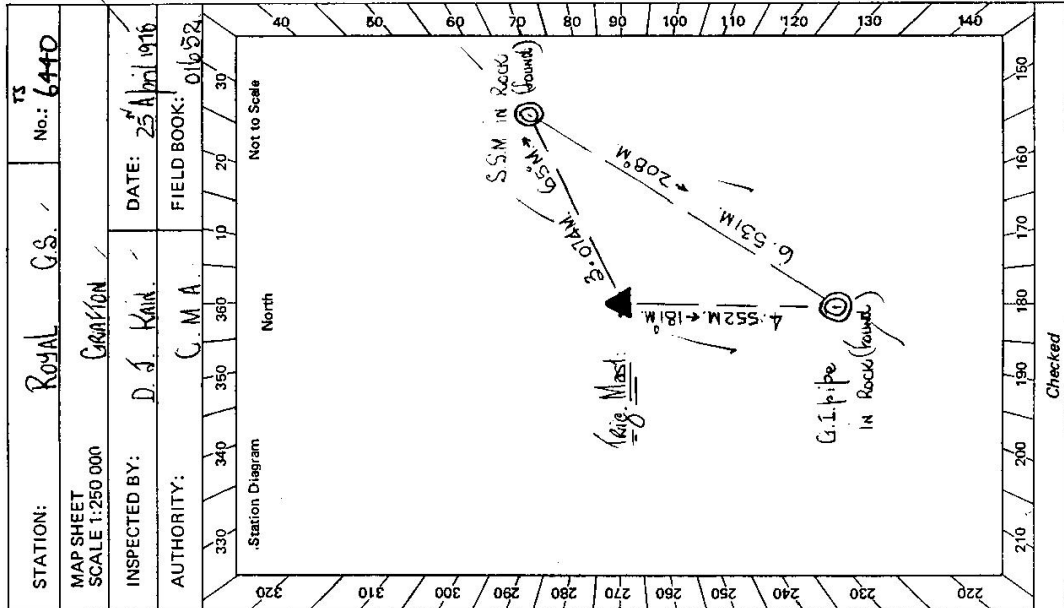 STATION: ROYAL G.S. TS No.: 6440
MAP SHEET GRAFTON
SCALE 1:250 000
INSPECTED BY: D. J. Kain. DATE: 23 April 1976
AUTHORITY: C. M. A. FIELD BOOK: 01652
330 340 350 360 10 20 30
Station Diagram North Not to Scale
40
50
60
70
80
90
100
110
120
130
140
320
310
300
290
280
270
260
250
240
230
220
S.S.M IN ROCK
(found)
65°M
3.074M.
208°M
6.531M.
Trig. Mast.
4.552M. 181°M.
G.I. pipe
IN ROCK (found)
210 200 190 180 170 160 150
Checked